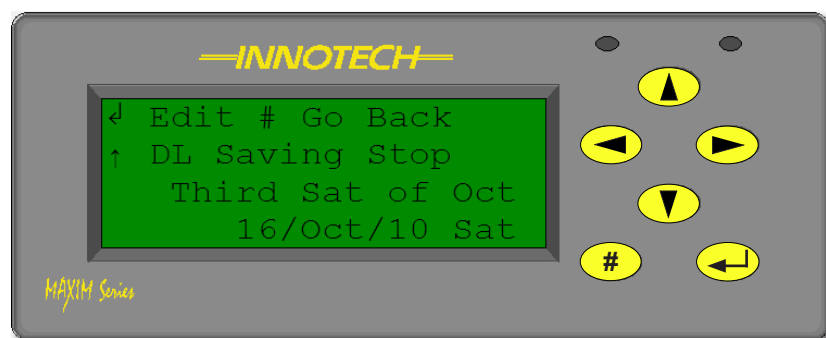 INNOTECH
↲ Edit # Go Back
↑ DL Saving Stop
Third Sat of Oct
16/Oct/10 Sat
#
MAXIM Series